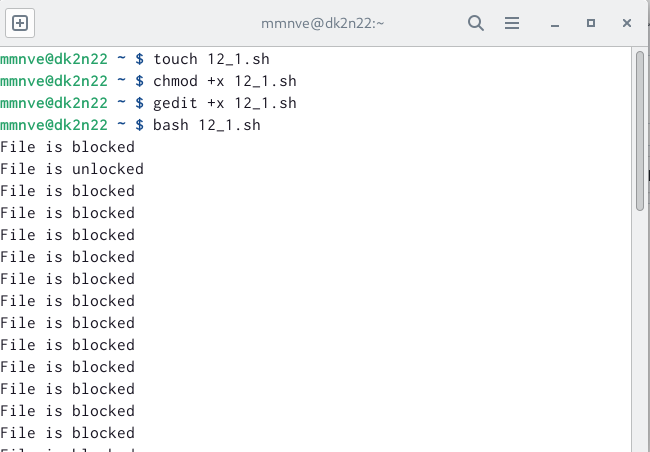 mmnve@dk2n22:~
mmnve@dk2n22 ~ $ touch 12_1.sh
mmnve@dk2n22 ~ $ chmod +x 12_1.sh
mmnve@dk2n22 ~ $ gedit +x 12_1.sh
mmnve@dk2n22 ~ $ bash 12_1.sh
File is blocked
File is unlocked
File is blocked
File is blocked
File is blocked
File is blocked
File is blocked
File is blocked
File is blocked
File is blocked
File is blocked
File is blocked
File is blocked
File is blocked